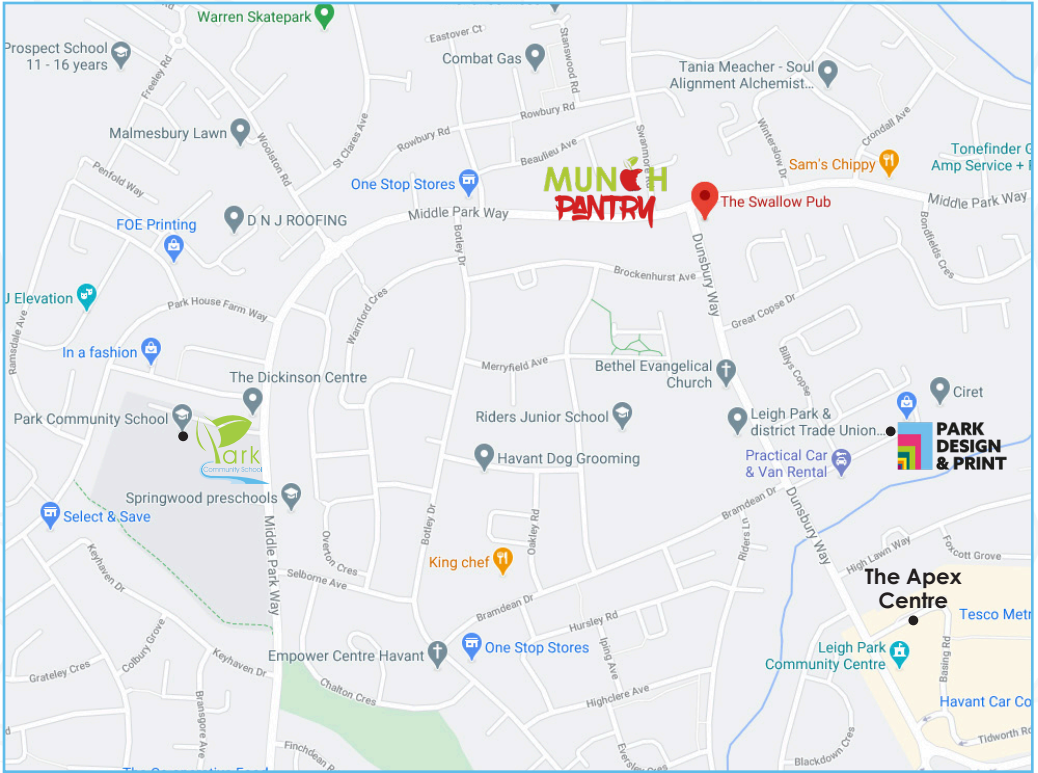 Warren Skatepark
Eastover Ct
Stanswood Rd
Prospect School
11 - 16 years
Freeley Rd
Combat Gas
Tania Meacher - Soul
Alignment Alchemist...
Rowbury Rd
Crondall Ave
Malmesbury Lawn
Woolston Rd
St Clares Ave
Rowbury Rd
Beaulieu Ave
Swanmore Rd
Winterslow Dr
Tonefinder G
Amp Service + R
Sam's Chippy
Penfold Way
One Stop Stores
MUNCH
PANTRY
The Swallow Pub
Middle Park Way
Middle Park Way
FOE Printing
D N J ROOFING
Botley Dr
Dunsbury Way
Bondfields Cres
Brockenhurst Ave
J Elevation
Park House Farm Way
Warnford Cres
Great Copse Dr
Ramsdale Ave
In a fashion
Merryfield Ave
Bethel Evangelical
Church
Billys Copse
The Dickinson Centre
Ciret
Park Community School
Park
Community School
Riders Junior School
Leigh Park &
district Trade Union...
PARK
DESIGN
& PRINT
Havant Dog Grooming
Practical Car
& Van Rental
Springwood preschools
Bramdean Dr
Select & Save
Middle Park Way
Overton Cres
Botley Dr
Oakley Rd
Riders Ln
Dunsbury Way
High Lawn Way
Foxcott Grove
Keyhaven Dr
King chef
Selborne Ave
The Apex
Centre
Bramdean Dr
Hursley Rd
Tesco Metr
Colbury Grove
Keyhaven Dr
Empower Centre Havant
One Stop Stores
Iping Ave
Leigh Park
Community Centre
Basing Rd
Grateley Cres
Chalton Cres
Highclere Ave
Havant Car Co
Bransgore Ave
Finchdean Rd
Eversley Cres
Blackdown Cres
Tidworth Rd